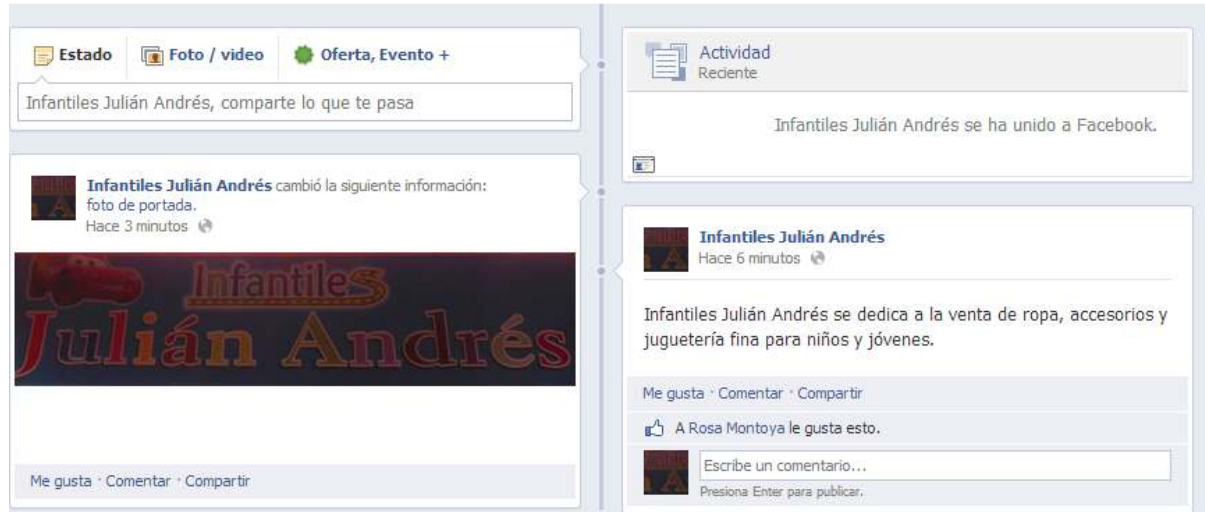 Estado Foto / video Oferta, Evento +
Infantiles Julián Andrés, comparte lo que te pasa
Infantiles Julián Andrés cambió la siguiente información:
foto de portada.
Hace 3 minutos
Infantiles
Julián Andrés
Me gusta · Comentar · Compartir
Actividad
Reciente
Infantiles Julián Andrés se ha unido a Facebook.
Infantiles Julián Andrés
Hace 6 minutos
Infantiles Julián Andrés se dedica a la venta de ropa, accesorios y
juguetería fina para niños y jóvenes.
Me gusta · Comentar · Compartir
A Rosa Montoya le gusta esto.
Escribe un comentario...
Presiona Enter para publicar.